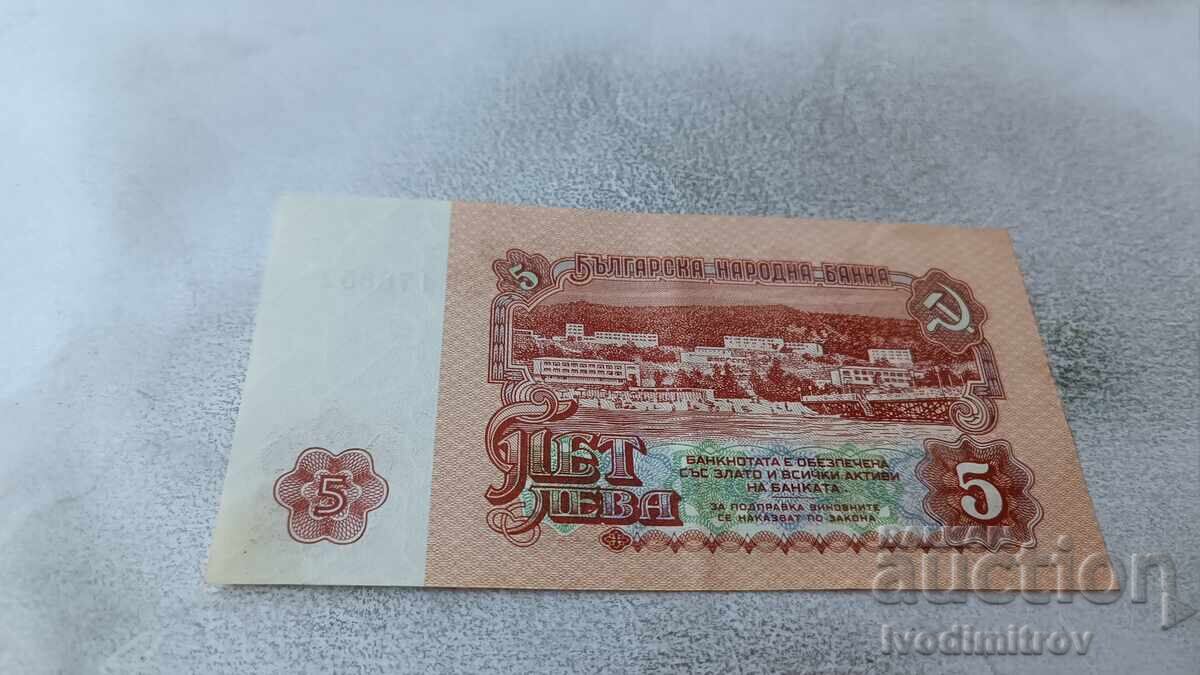 5
БЪЛГАРСКА НАРОДНА БАНКА
ПЕТ
ЛЕВА
БАНКНОТАТА Е ОБЕЗПЕЧЕНА
СЪС ЗЛАТО И ВСИЧКИ АКТИВИ
НА БАНКАТА
ЗА ПОДПРАВКА ВИНОВНИТЕ
СЕ НАКАЗВАТ ПО ЗАКОНА
5
5
auction
Ivodimitrov